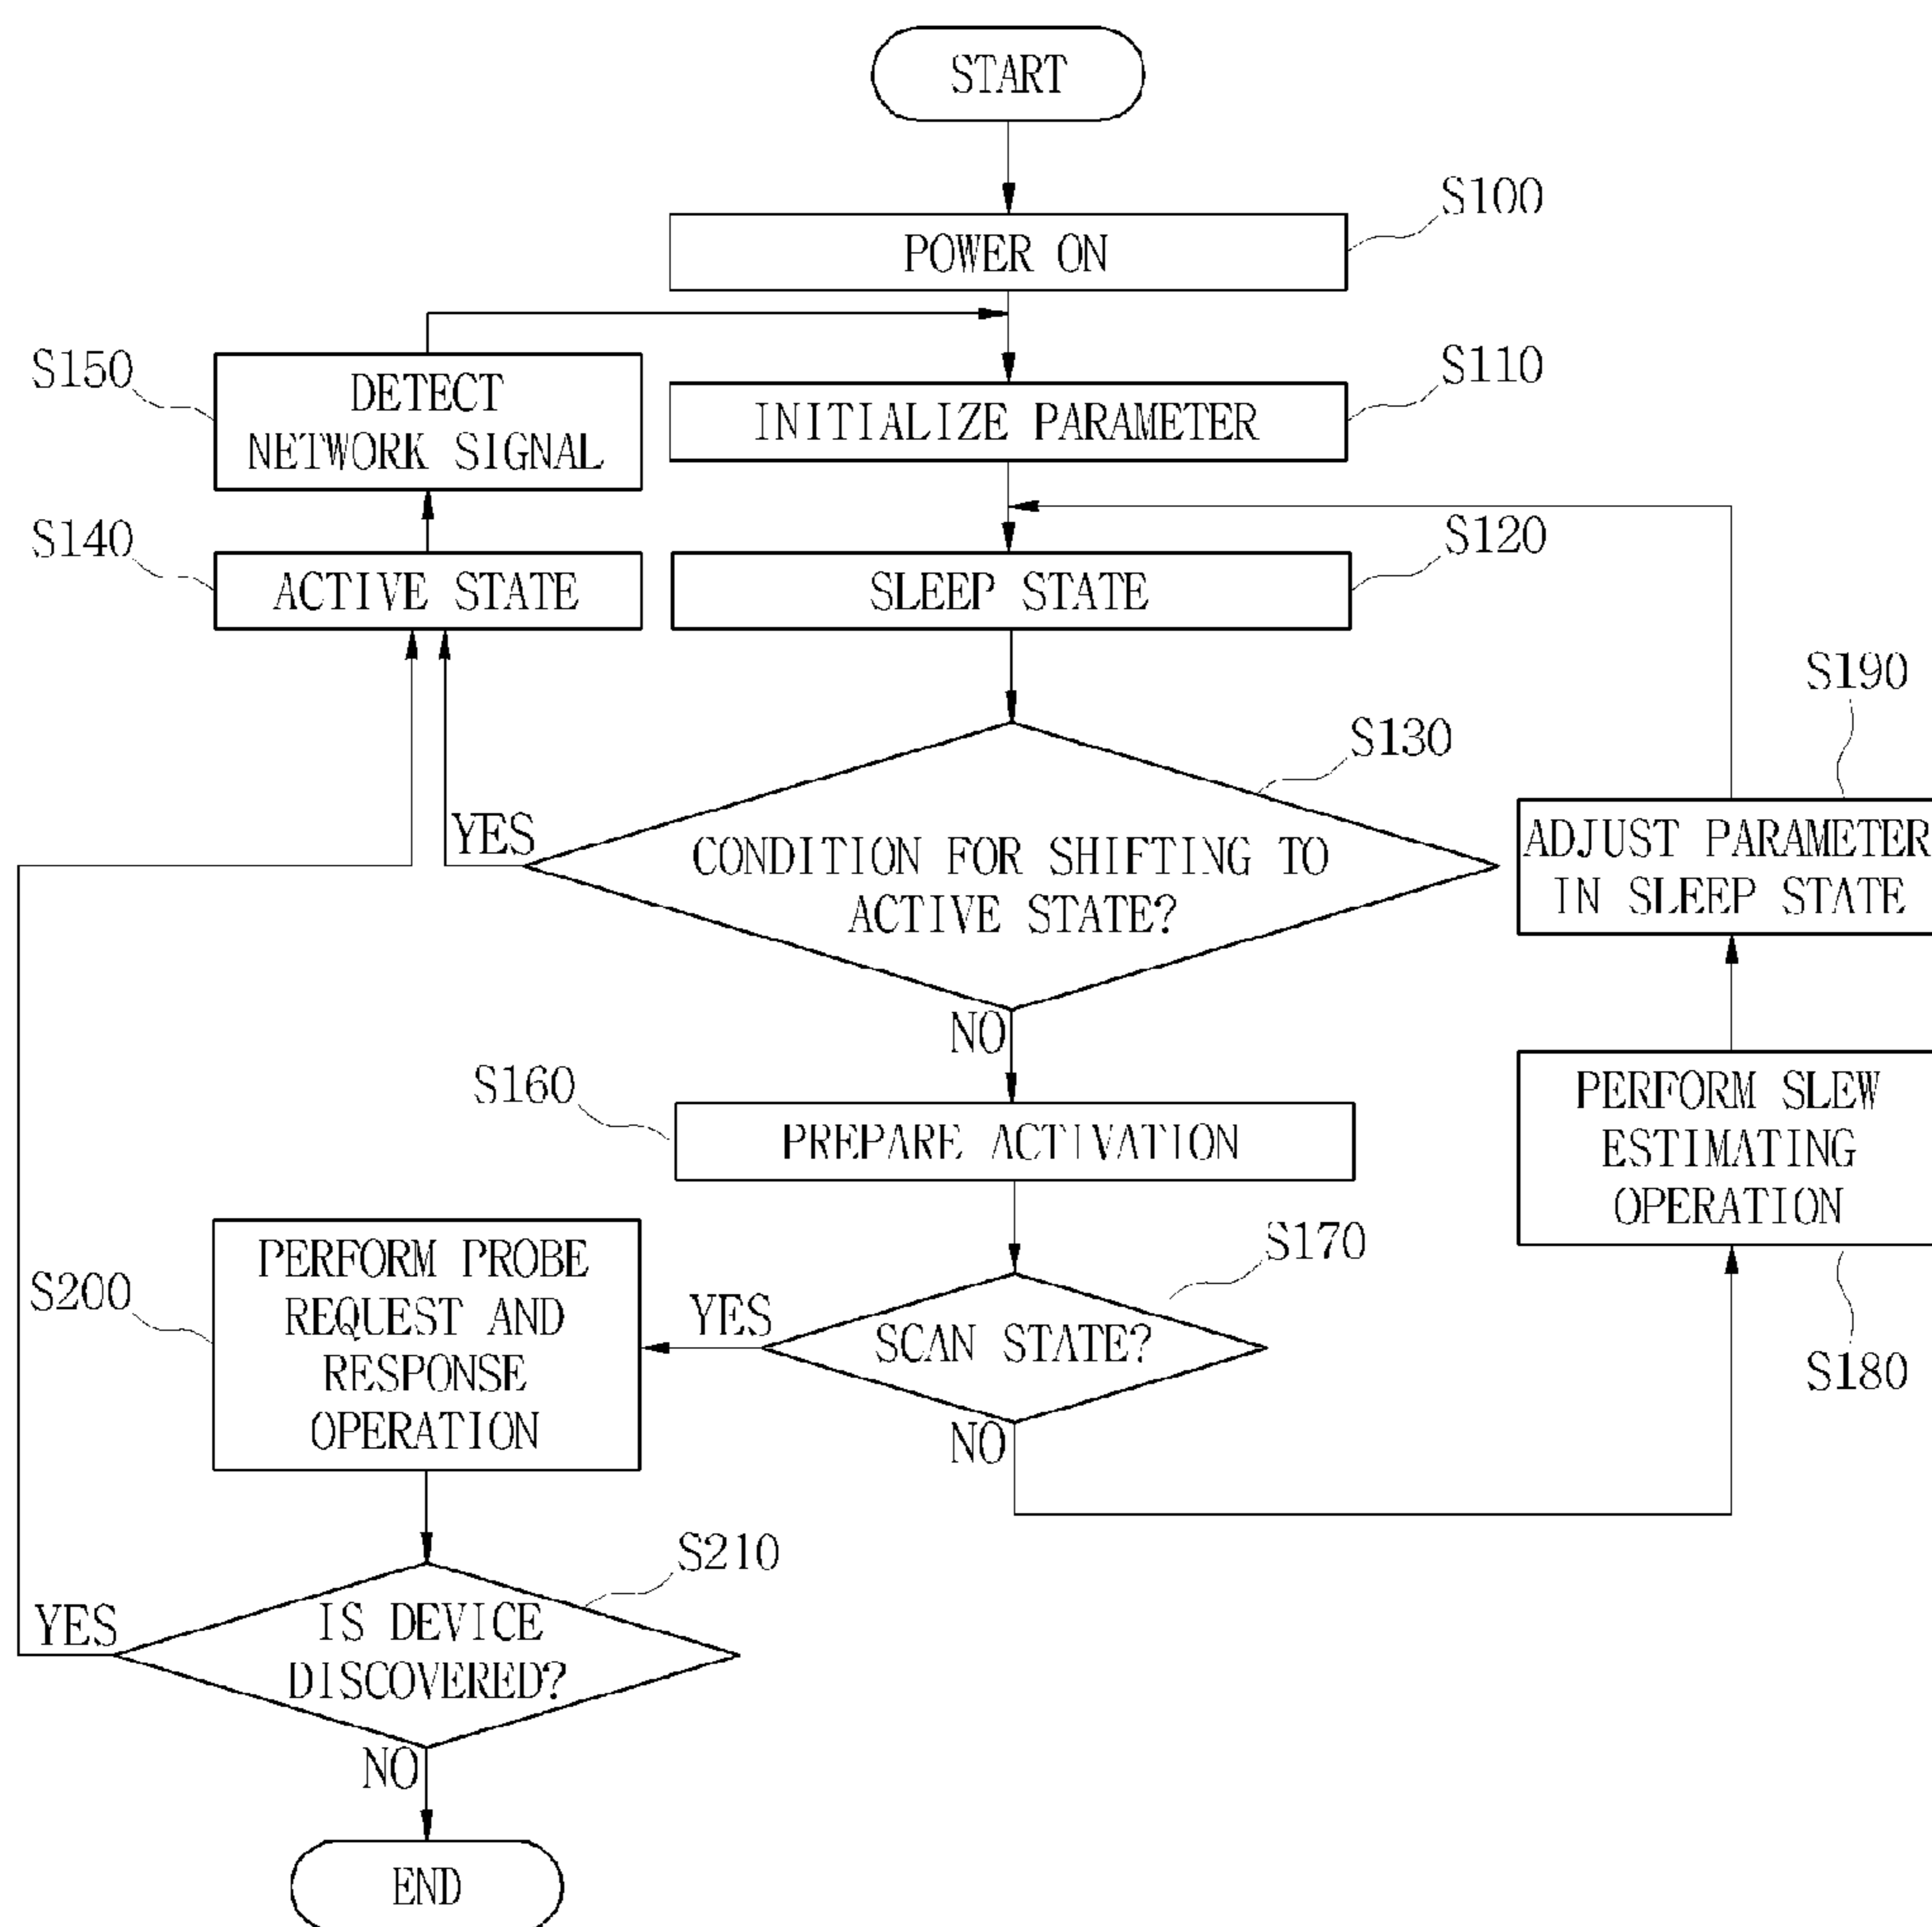 START
S100
POWER ON
S150
DETECT
NETWORK SIGNAL
S110
INITIALIZE PARAMETER
S140
ACTIVE STATE
S120
SLEEP STATE
S130
YES
CONDITION FOR SHIFTING TO
ACTIVE STATE?
NO
S190
ADJUST PARAMETER
IN SLEEP STATE
S160
PREPARE ACTIVATION
PERFORM SLEW
ESTIMATING
OPERATION
S180
S170
SCAN STATE?
YES
NO
S200
PERFORM PROBE
REQUEST AND
RESPONSE
OPERATION
S210
YES
IS DEVICE
DISCOVERED?
NO
END